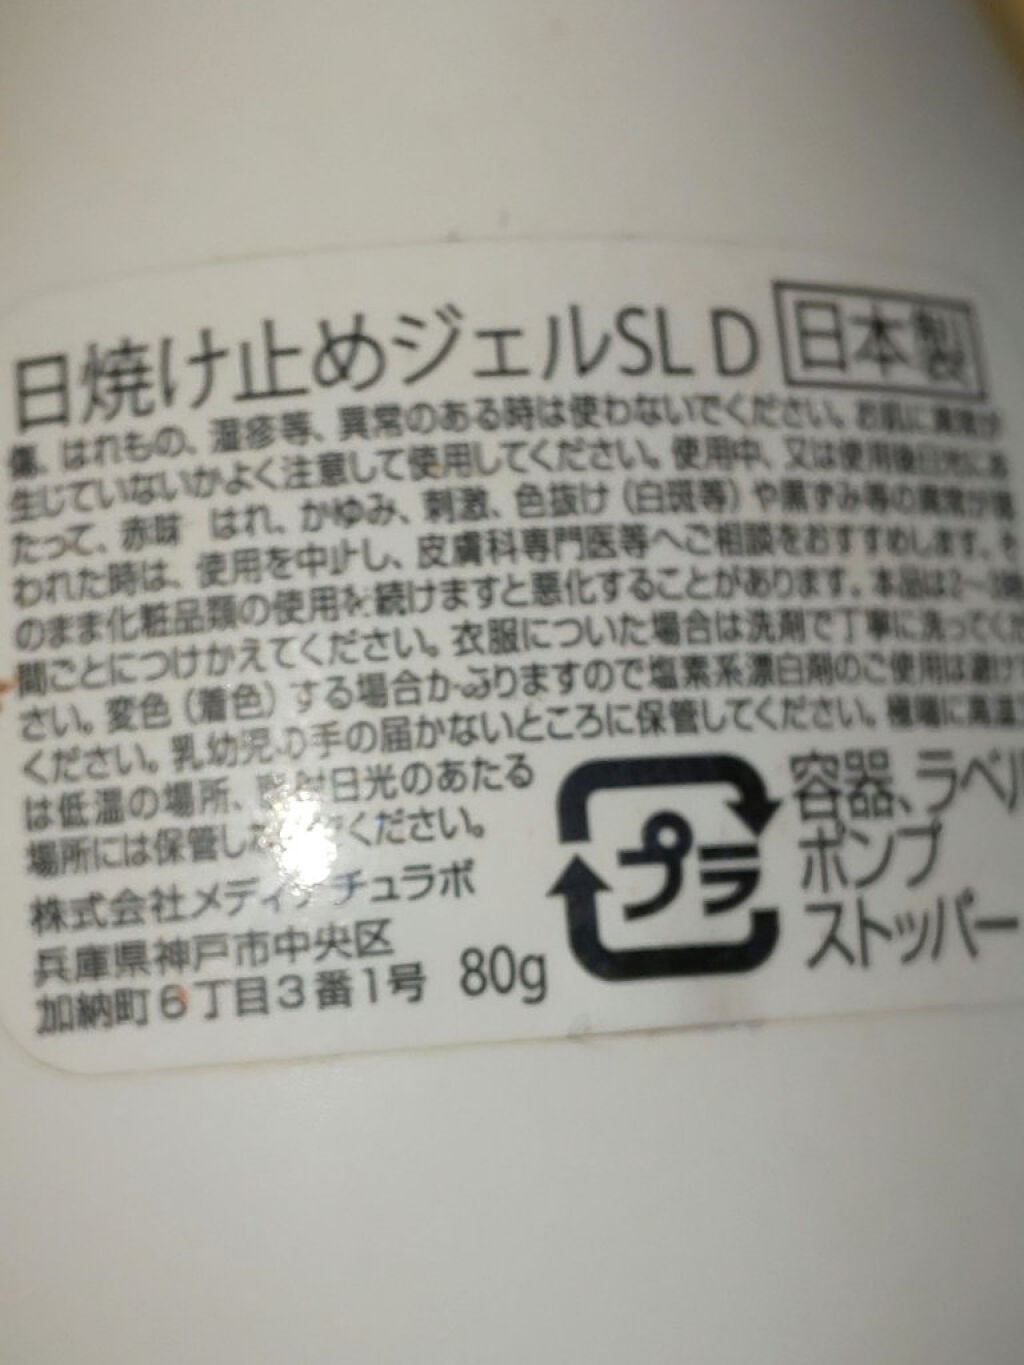 日焼け止めジェルSL D 日本製
傷、はれもの、湿疹等、異常のある時は使わないでください。お肌に異常が
生じていないかよく注意して使用してください。使用中、又は使用後日光にあ
たって、赤味 はれ、かゆみ、刺激、色抜け（白斑等）や黒ずみ等の異常が現
われた時は、使用を中止し、皮膚科専門医等へご相談をおすすめします。そ
のまま化粧品類の使用を続けますと悪化することがあります。本品は2〜3時
間ごとにつけかえてください。衣服についた場合は洗剤で丁寧に洗ってくだ
さい。変色（着色）する場合がありますので塩素系漂白剤のご使用は避けて
ください。乳幼児の手の届かないところに保管してください。極端に高温又
は低温の場所、直射日光のあたる
場所には保管しないでください。
株式会社メディ チュラボ
兵庫県神戸市中央区
加納町6丁目3番1号 80g
プラ
容器、ラベル
ポンプ
ストッパー